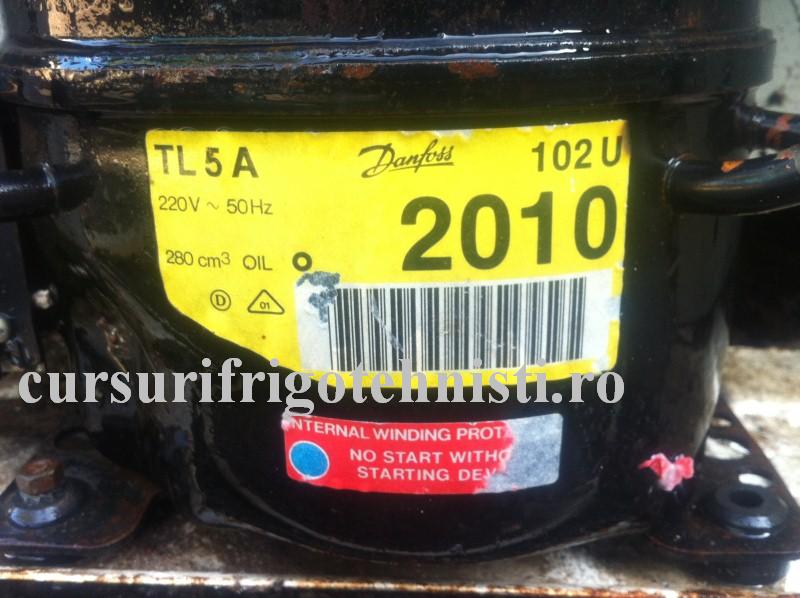 TL 5 A Danfoss 102 U
220V ~ 50Hz
2010
280 cm³ OIL
D 01
cursurifrigotehnisti.ro
INTERNAL WINDING PROT
NO START WITHO
STARTING DEV